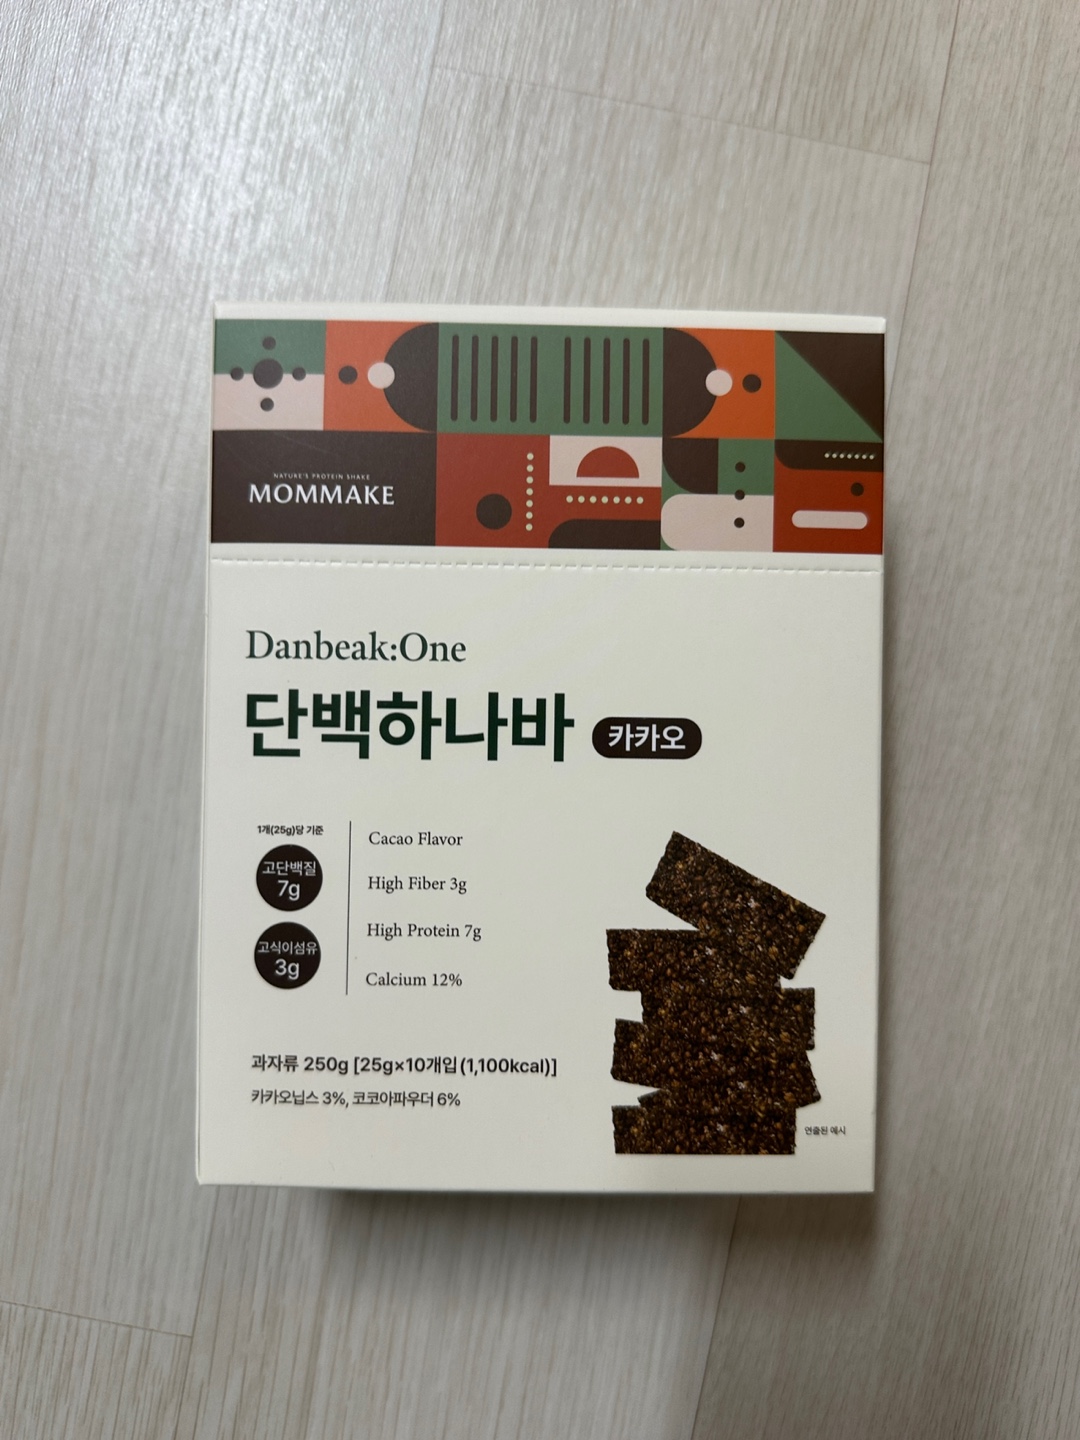 NATURE'S PROTEIN SHAKE
MOMMAKE
Danbeak:One
단백하나바 카카오
1개(25g)당 기준
고단백질
7g
고식이섬유
3g
Cacao Flavor
High Fiber 3g
High Protein 7g
Calcium 12%
과자류 250g [25g×10개입(1,100kcal)]
카카오닙스 3%, 코코아파우더 6%
연출된 예시